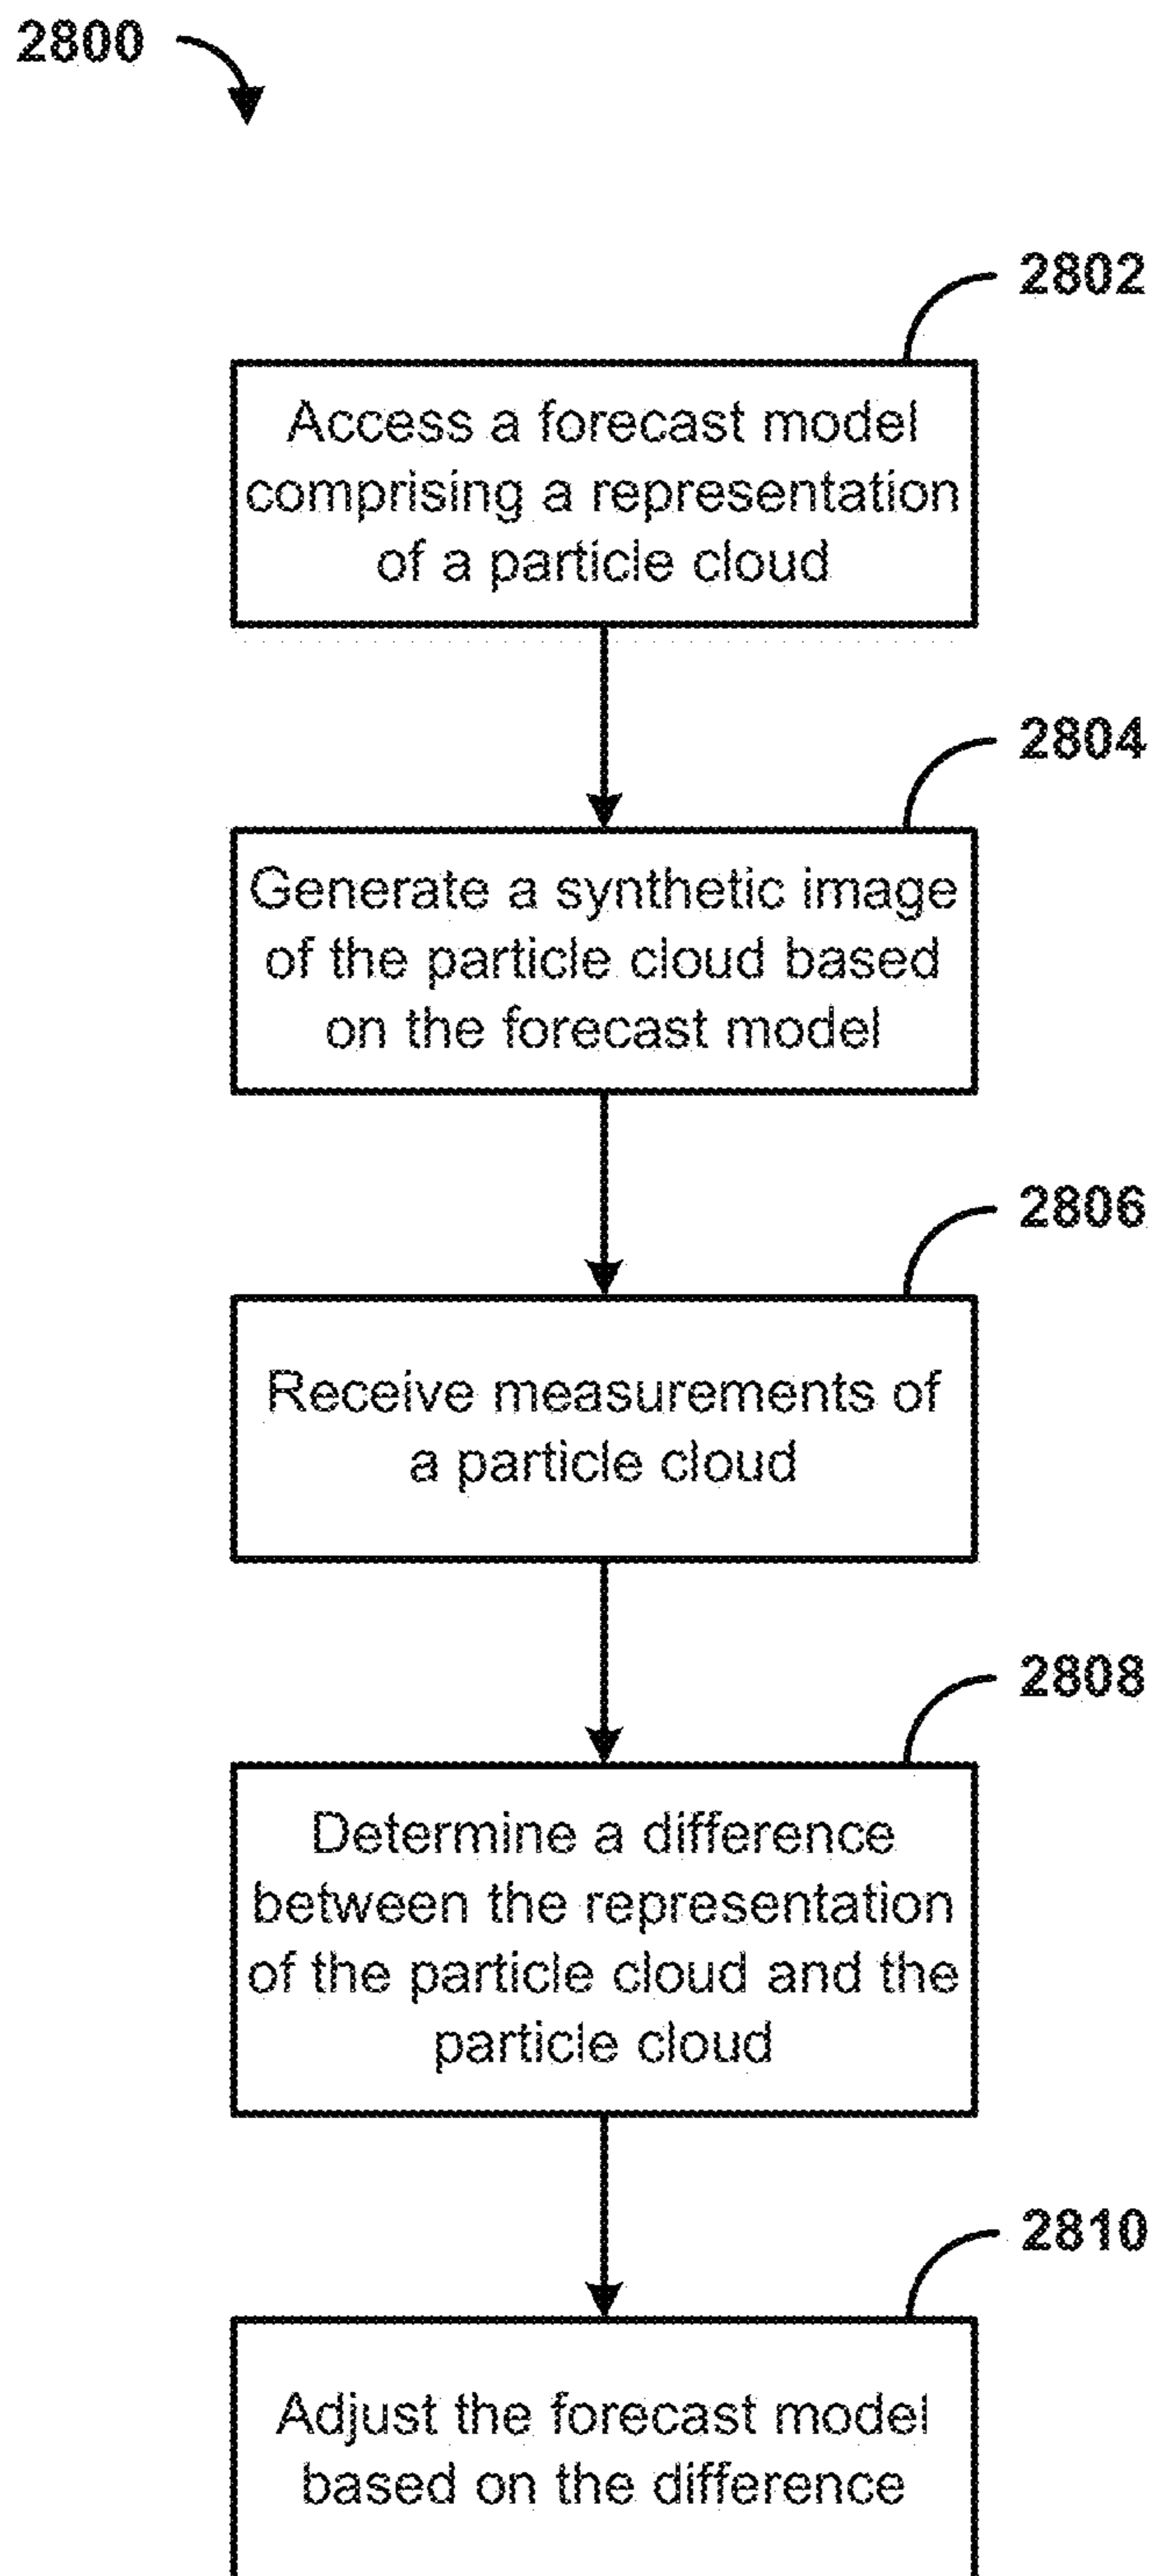 2800
2802
Access a forecast model
comprising a representation
of a particle cloud
2804
Generate a synthetic image
of the particle cloud based
on the forecast model
2806
Receive measurements of
a particle cloud
2808
Determine a difference
between the representation
of the particle cloud and the
particle cloud
2810
Adjust the forecast model
based on the difference